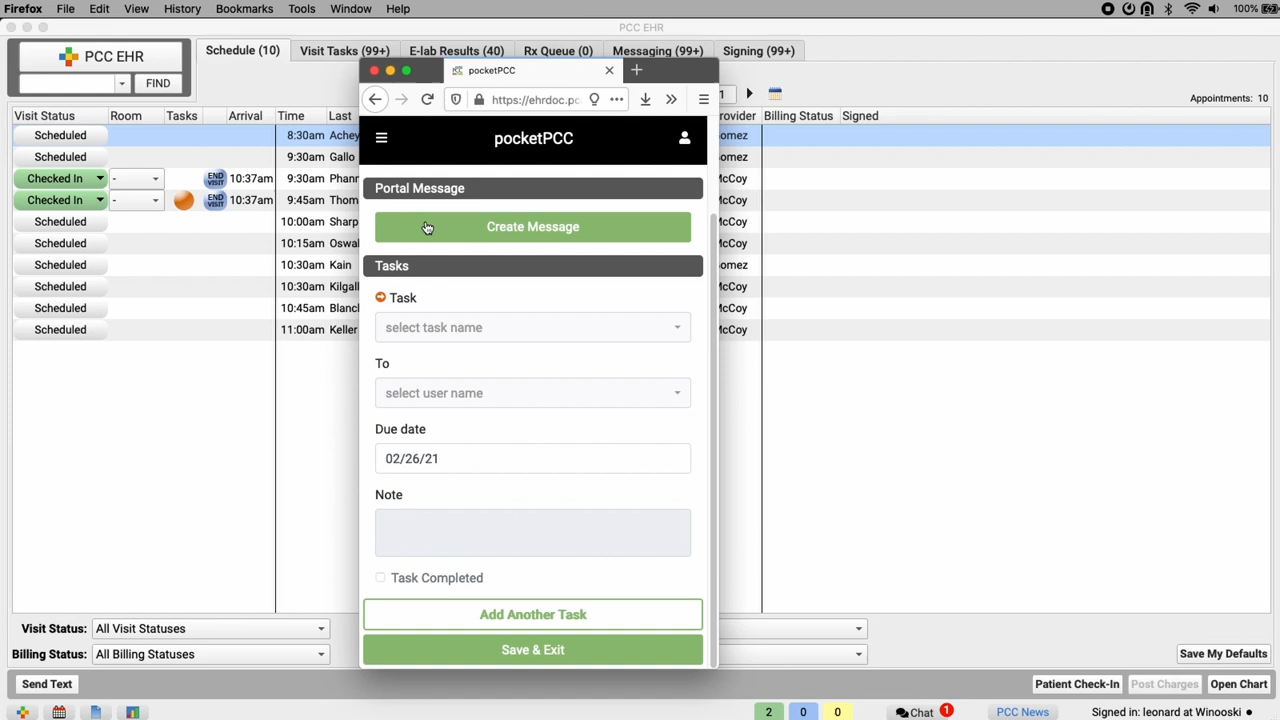 Firefox File Edit View History Bookmarks Tools Window Help 100%
PCC EHR
PCC EHR
FIND
Schedule (10) Visit Tasks (99+) E-lab Results (40) Rx Queue (0) Messaging (99+) Signing (99+)
pocketPCC
https://ehrdoc.pc
Appointments: 10
Visit Status Room Tasks Arrival Time Last Billing Status Signed
Scheduled 8:30am Achey
Scheduled 9:30am Gallo
Checked In - END VISIT 10:37am 9:30am Phann McCoy
Checked In - END VISIT 10:37am 9:45am Thom McCoy
Scheduled 10:00am Sharp McCoy
Scheduled 10:15am Oswal McCoy
Scheduled 10:30am Kain
Scheduled 10:30am Kilgall McCoy
Scheduled 10:45am Blancl McCoy
Scheduled 11:00am Keller McCoy
pocketPCC
Portal Message
Create Message
Tasks
Task
select task name
To
select user name
Due date
02/26/21
Note
Task Completed
Add Another Task
Save & Exit
Visit Status: All Visit Statuses
Billing Status: All Billing Statuses
Save My Defaults
Send Text Patient Check-In Post Charges Open Chart
2 0 0 Chat 1 PCC News Signed in: leonard at Winooski